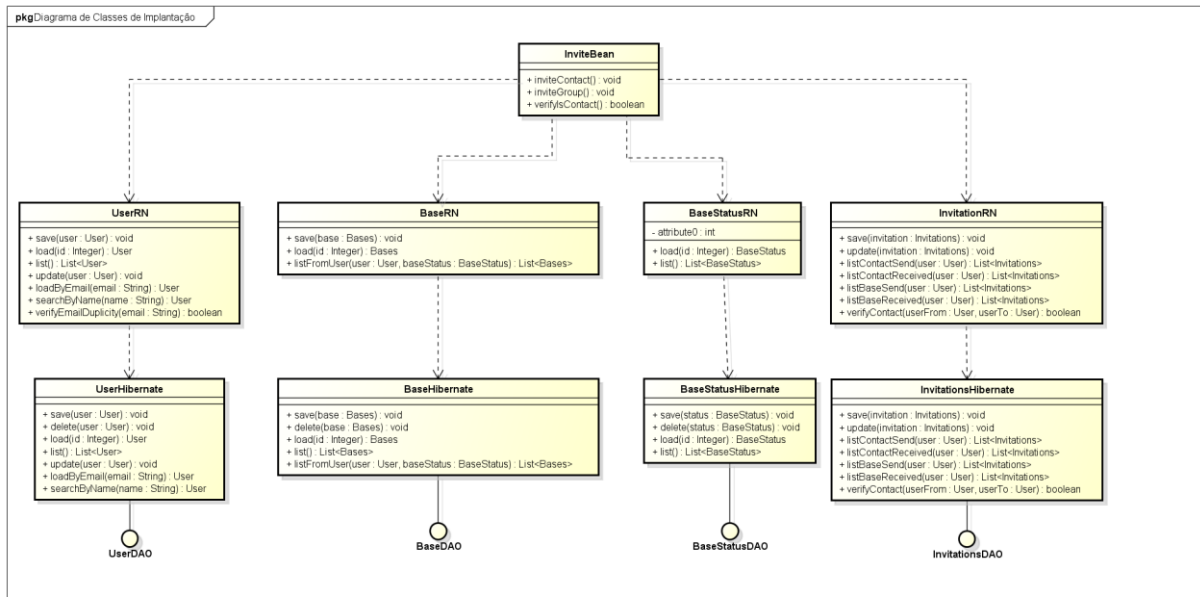 pkg Diagrama de Classes de Implantação
InviteBean
+ inviteContact() : void
+ inviteGroup() : void
+ verifyIsContact() : boolean
UserRN
+ save(user : User) : void
+ load(id : Integer) : User
+ list() : List<User>
+ update(user : User) : void
+ loadByEmail(email : String) : User
+ searchByName(name : String) : User
+ verifyEmailDuplicity(email : String) : boolean
BaseRN
+ save(base : Bases) : void
+ load(id : Integer) : Bases
+ listFromUser(user : User, baseStatus : BaseStatus) : List<Bases>
BaseStatusRN
- attribute0 : int
+ load(id : Integer) : BaseStatus
+ list() : List<BaseStatus>
InvitationRN
+ save(invitation : Invitations) : void
+ update(invitation : Invitations) : void
+ listContactSend(user : User) : List<Invitations>
+ listContactReceived(user : User) : List<Invitations>
+ listBaseSend(user : User) : List<Invitations>
+ listBaseReceived(user : User) : List<Invitations>
+ verifyContact(userFrom : User, userTo : User) : boolean
UserHibernate
+ save(user : User) : void
+ delete(user : User) : void
+ load(id : Integer) : User
+ list() : List<User>
+ update(user : User) : void
+ loadByEmail(email : String) : User
+ searchByName(name : String) : User
BaseHibernate
+ save(base : Bases) : void
+ delete(base : Bases) : void
+ load(id : Integer) : Bases
+ list() : List<Bases>
+ listFromUser(user : User, baseStatus : BaseStatus) : List<Bases>
BaseStatusHibernate
+ save(status : BaseStatus) : void
+ delete(status : BaseStatus) : void
+ load(id : Integer) : BaseStatus
+ list() : List<BaseStatus>
InvitationsHibernate
+ save(invitation : Invitations) : void
+ update(invitation : Invitations) : void
+ listContactSend(user : User) : List<Invitations>
+ listContactReceived(user : User) : List<Invitations>
+ listBaseSend(user : User) : List<Invitations>
+ listBaseReceived(user : User) : List<Invitations>
+ verifyContact(userFrom : User, userTo : User) : boolean
UserDAO
BaseDAO
BaseStatusDAO
InvitationsDAO